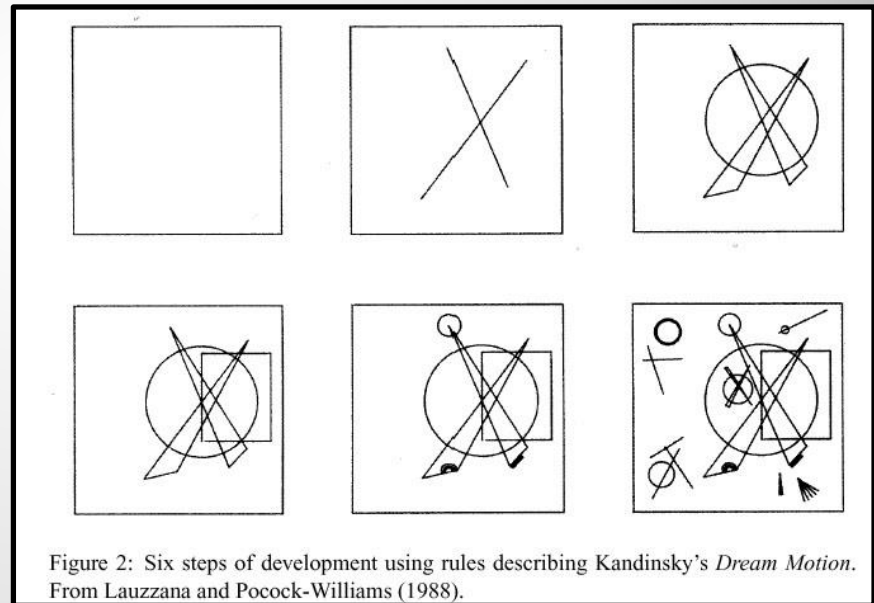 Figure 2: Six steps of development using rules describing Kandinsky's Dream Motion.
From Lauzzana and Pocock-Williams (1988).